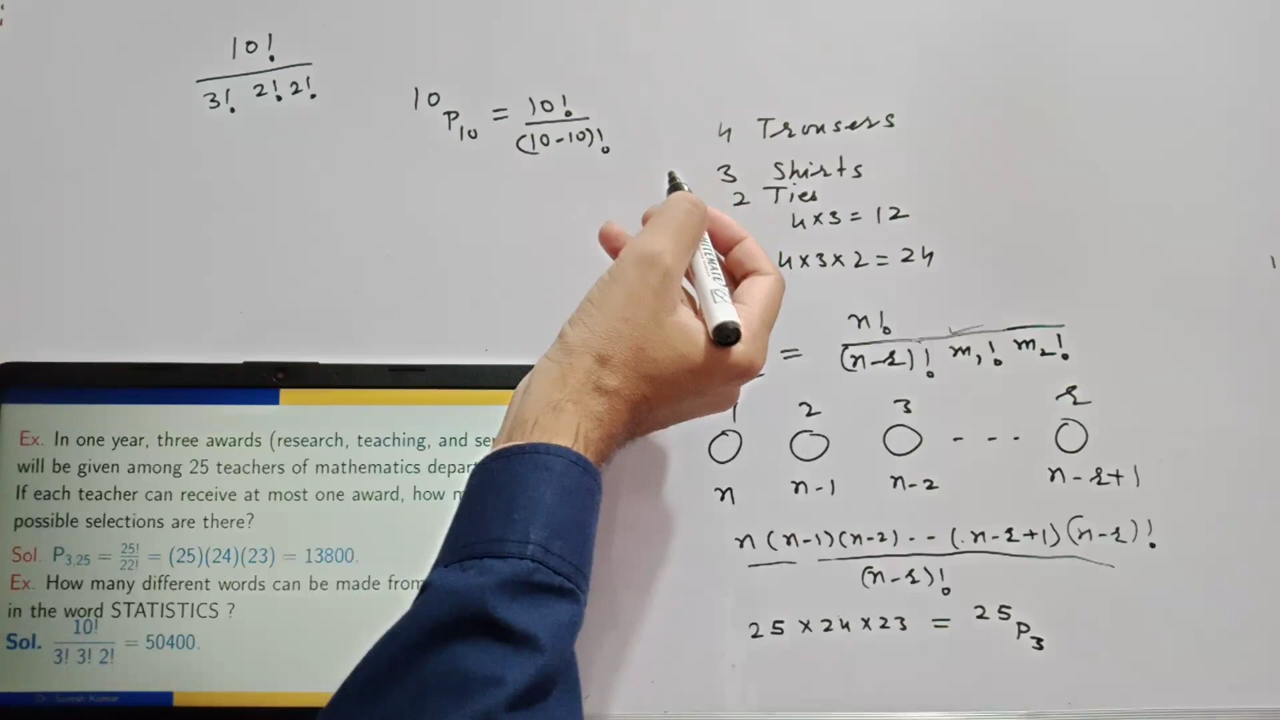 10!
3! 2! 2!
10P10 = 10!
(10-10)!
4 Trousers
3 Shirts
2 Ties
4×3 = 12
4×3×2 = 24
= n!
(n-r)! m1! m2!
1 2 3 - - - r
n n-1 n-2 n-r+1
n(n-1)(n-2) - - (n-r+1)(n-r)!
(n-r)!
25×24×23 = 25P3
Ex. In one year, three awards (research, teaching, and
will be given among 25 teachers of mathematics
If each teacher can receive at most one award, how
possible selections are there?
Sol. P3,25 = 25!/22! = (25)(24)(23) = 13800.
Ex. How many different words can be made from
in the word STATISTICS ?
Sol. 10!/3! 3! 2! = 50400.
Dr. Suresh Kumar
WHITEMATE